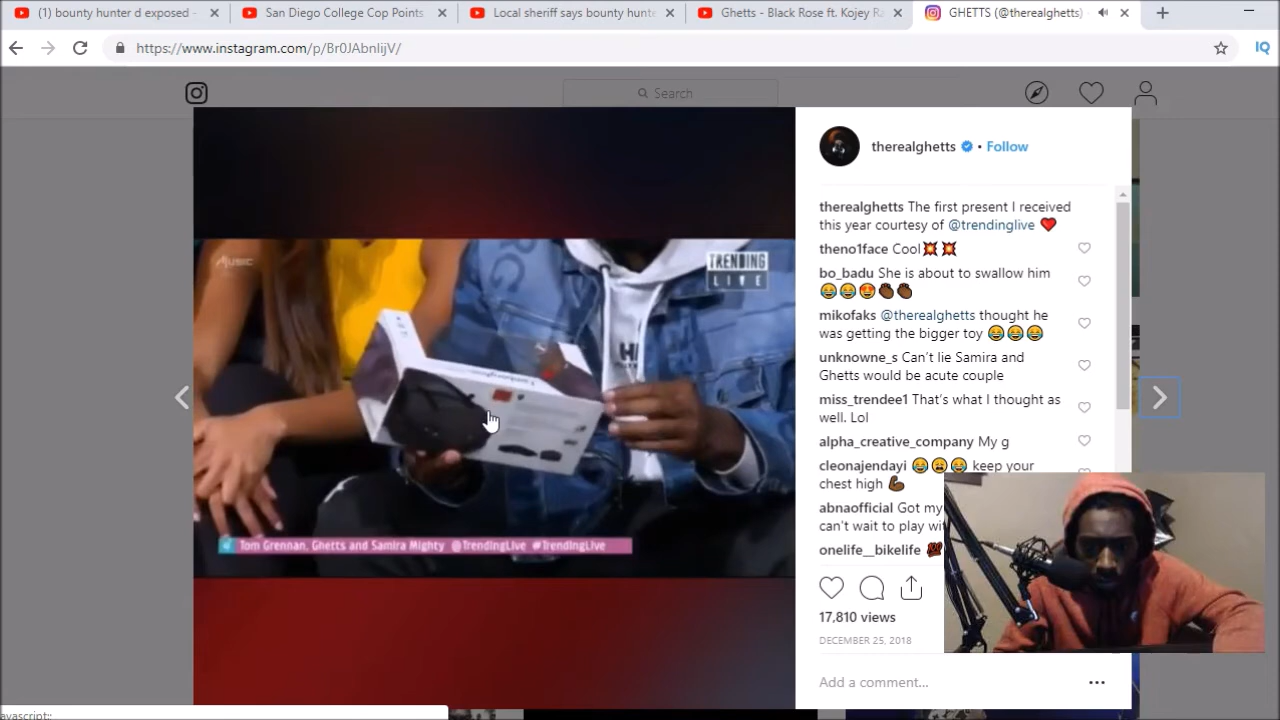 (1) bounty hunter d exposed -
San Diego College Cop Points
Local sheriff says bounty hunte
Ghetts - Black Rose ft. Kojey Ra
GHETTS (@therealghetts)
https://www.instagram.com/p/Br0JAbnlijV/
IQ
Search
therealghetts • Follow
therealghetts The first present I received
this year courtesy of @trendinglive ❤️
theno1face Cool💥 💥
bo_badu She is about to swallow him
😂😂😍👏🏿👏🏿
mikofaks @therealghetts thought he
was getting the bigger toy 😂😂😂
unknowne_s Can't lie Samira and
Ghetts would be acute couple
miss_trendee1 That's what I thought as
well. Lol
alpha_creative_company My g
cleonajendayi 😂😩😂 keep your
chest high 💪🏿
abnaofficial Got my
can't wait to play wi
onelife__bikelife 💯
17,810 views
DECEMBER 25, 2018
Add a comment...
MUSIC
TRENDING
LIVE
Tom Grennan, Ghetts and Samira Mighty @TrendingLive #TrendingLive
avascript:;